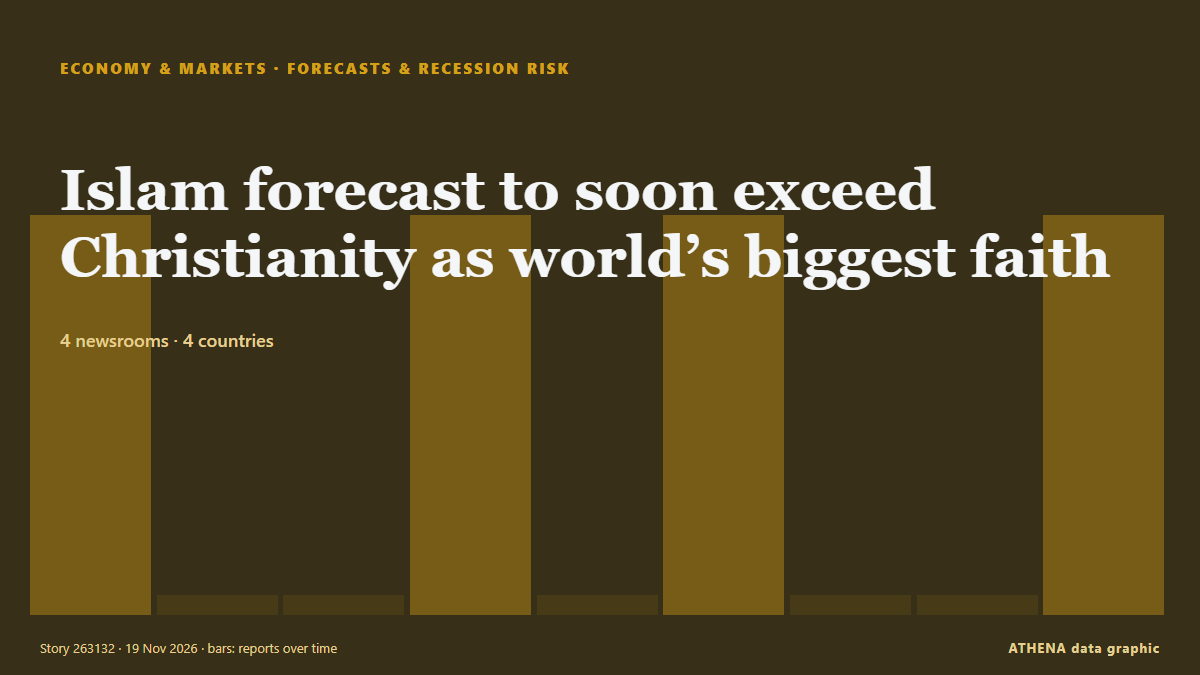 ECONOMY & MARKETS · FORECASTS & RECESSION RISK
Islam forecast to soon exceed
Christianity as world’s biggest faith
4 newsrooms · 4 countries
Story 263132 · 19 Nov 2026 · bars: reports over time
ATHENA data graphic